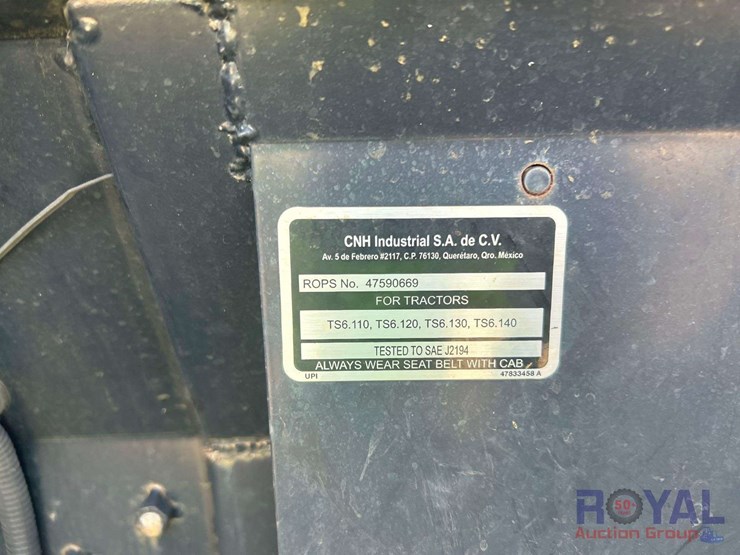 CNH Industrial S.A. de C.V.
Av. 5 de Febrero #2117, C.P. 76130, Querétaro, Qro. México
ROPS No. 47590669
FOR TRACTORS
TS6.110, TS6.120, TS6.130, TS6.140
TESTED TO SAE J2194
ALWAYS WEAR SEAT BELT WITH CAB
UPI 47833458 A
ROYAL
50
Auction Group